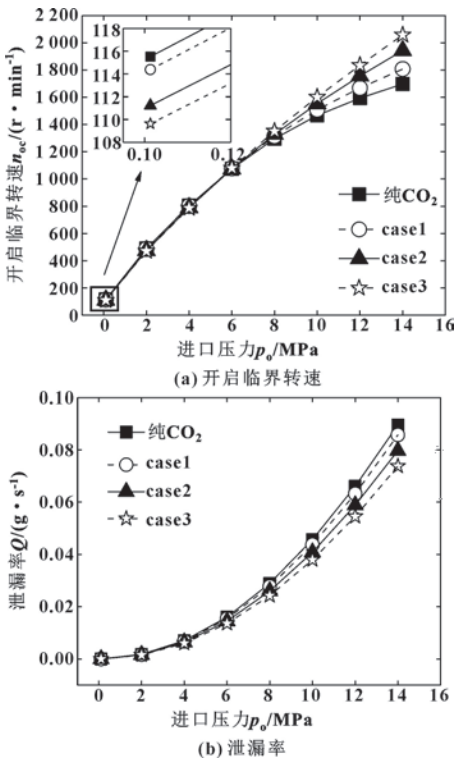 118
116
114
112
110
108
0.10
0.12
2 000
2 200
1 800
1 600
1 400
1 200
1 000
800
600
400
200
0
开启临界转速n_oc/(r·min⁻¹)
纯CO₂
case1
case2
case3
0 2 4 6 8 10 12 14 16
进口压力p_o/MPa
(a) 开启临界转速
0.10
0.08
0.06
0.04
0.02
0.00
泄漏率Q/(g·s⁻¹)
纯CO₂
case1
case2
case3
0 2 4 6 8 10 12 14 16
进口压力p_o/MPa
(b) 泄漏率